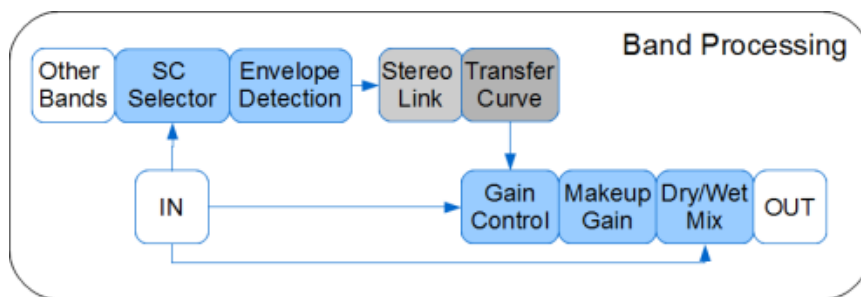 Band Processing
Other
Bands
SC
Selector
Envelope
Detection
Stereo
Link
Transfer
Curve
IN
Gain
Control
Makeup
Gain
Dry/Wet
Mix
OUT